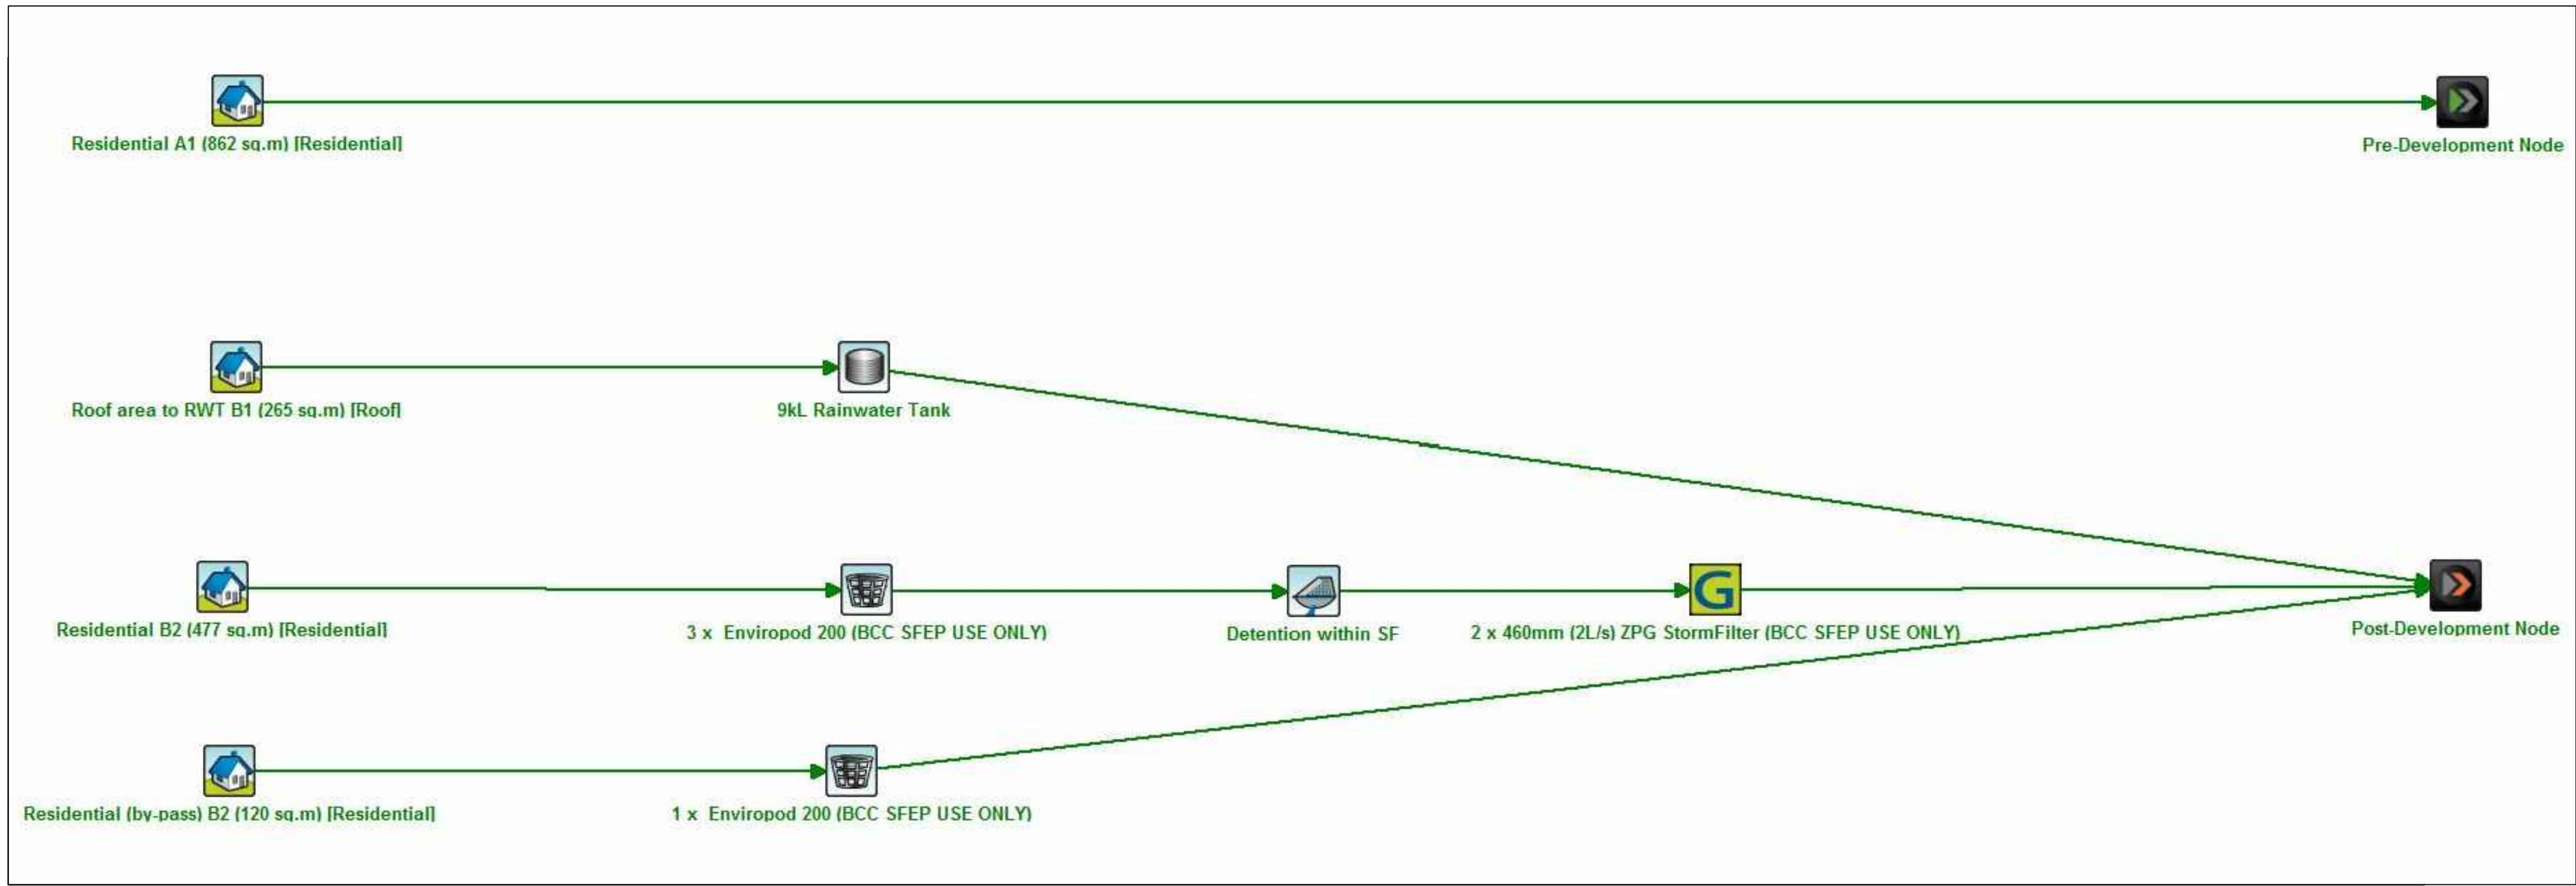 Residential A1 (862 sq.m) [Residential]
Pre-Development Node
Roof area to RWT B1 (265 sq.m) [Roof]
9kL Rainwater Tank
Residential B2 (477 sq.m) [Residential]
3 x Enviropod 200 (BCC SFEP USE ONLY)
Detention within SF
G
2 x 460mm (2L/s) ZPG StormFilter (BCC SFEP USE ONLY)
Post-Development Node
Residential (by-pass) B2 (120 sq.m) [Residential]
1 x Enviropod 200 (BCC SFEP USE ONLY)